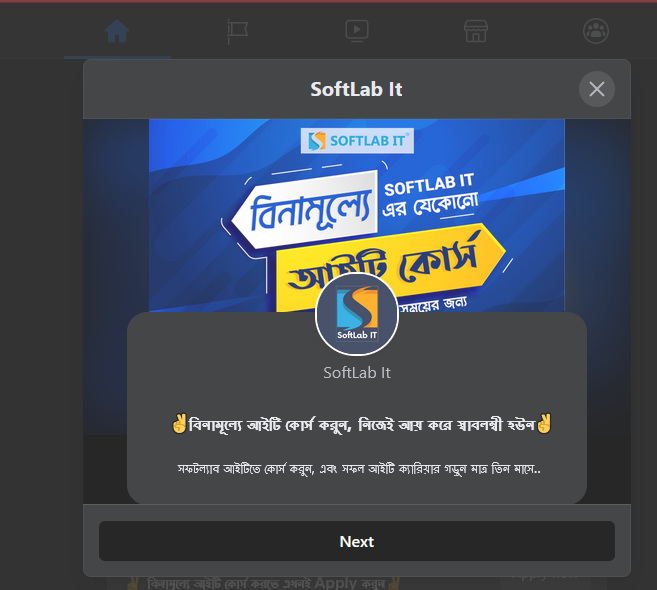 SoftLab It
SOFTLAB IT
বিনামূল্যে
SOFTLAB IT
এর যেকোনো
আইটি কোর্স
সময়ের জন্য
SoftLab IT
SoftLab It
✌️বিনামূল্যে আইটি কোর্স করুন, নিজেই আয় করে স্বাবলম্বী হউন✌️
সফটল্যাব আইটিতে কোর্স করুন, এবং সফল আইটি ক্যারিয়ার গড়ুন মাত্র তিন মাসে..
Next
✌️ বিনামূল্যে আইটি কোর্স করতে এখনই Apply করুন✌️